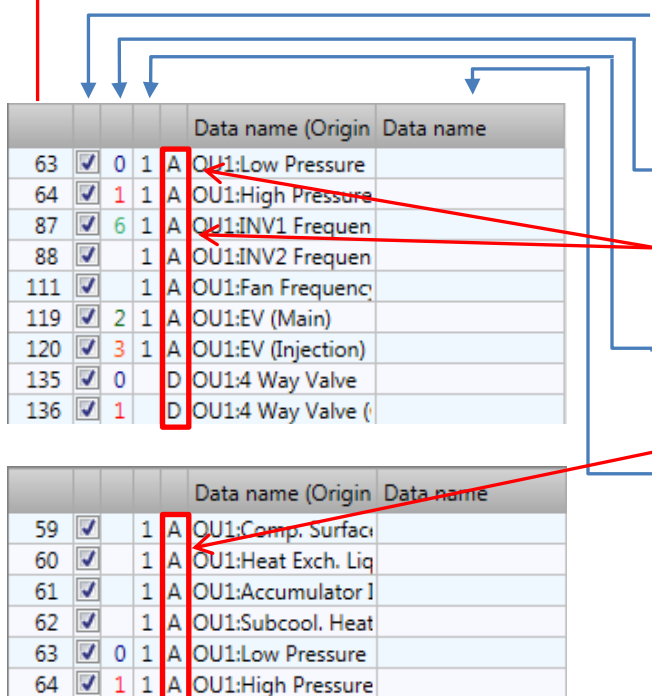 Data name (Origin Data name
63 0 1 A OU1:Low Pressure
64 1 1 A OU1:High Pressure
87 6 1 A OU1:INV1 Frequen
88 1 A OU1:INV2 Frequen
111 1 A OU1:Fan Frequency
119 2 1 A OU1:EV (Main)
120 3 1 A OU1:EV (Injection)
135 0 D OU1:4 Way Valve
136 1 D OU1:4 Way Valve (
Data name (Origin Data name
59 1 A OU1:Comp. Surface
60 1 A OU1:Heat Exch. Liq
61 1 A OU1:Accumulator I
62 1 A OU1:Subcool. Heat
63 0 1 A OU1:Low Pressure
64 1 1 A OU1:High Pressure